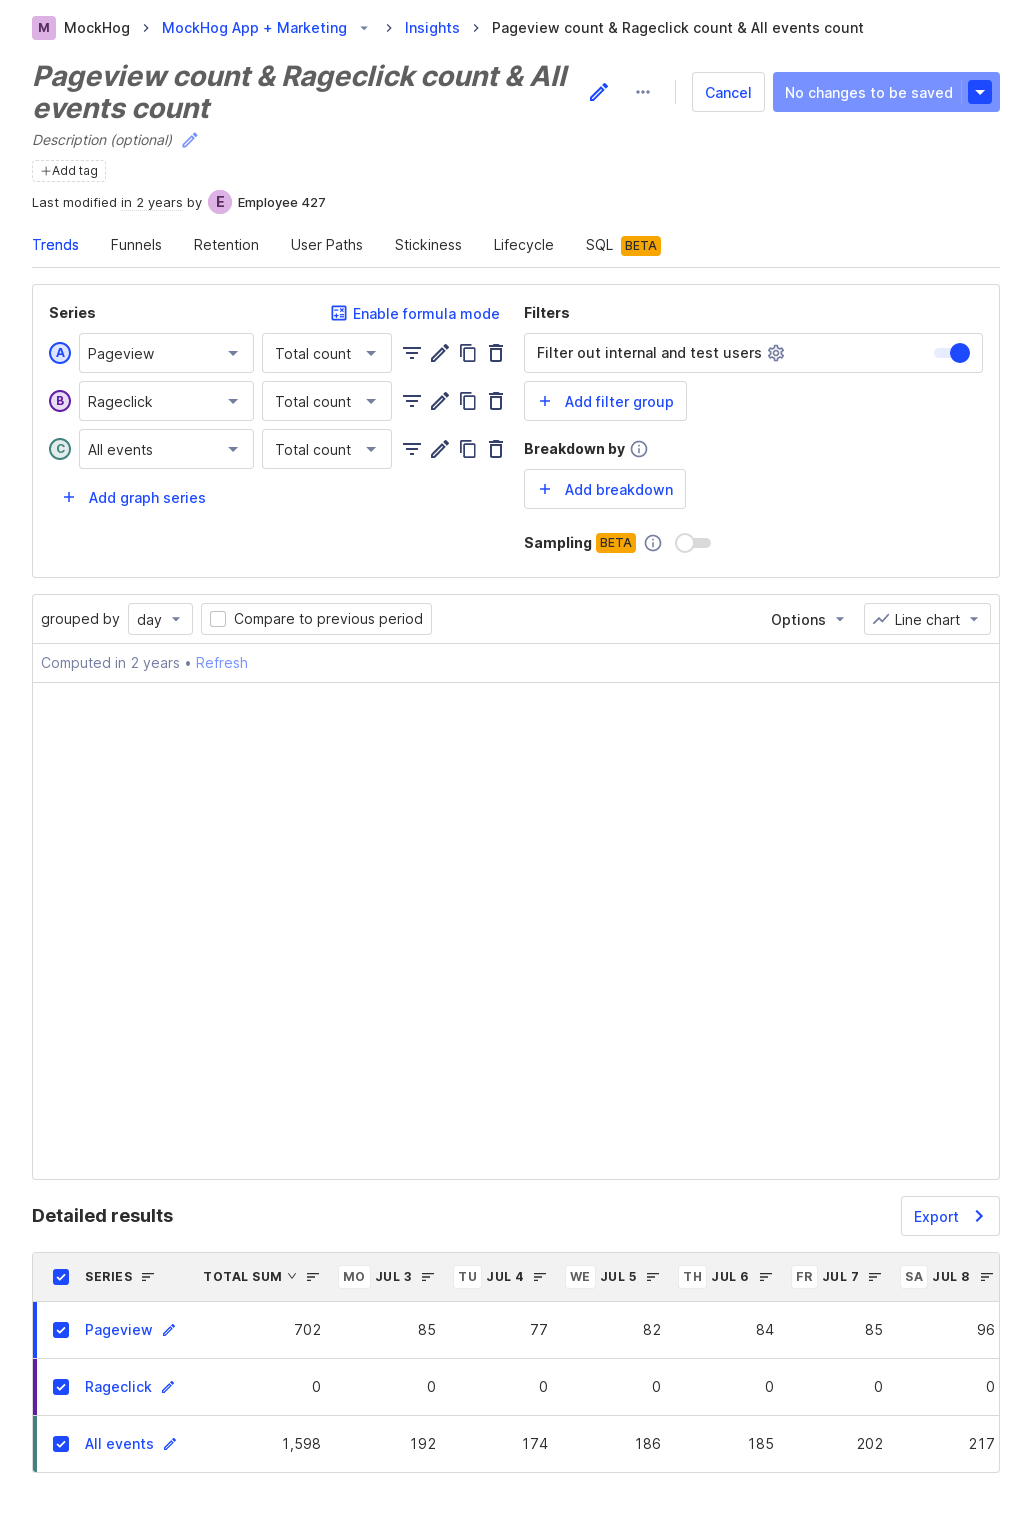 M MockHog > MockHog App + Marketing > Insights > Pageview count & Rageclick count & All events count
Pageview count & Rageclick count & All
events count
Cancel
No changes to be saved
Description (optional)
Add tag
Last modified in 2 years by E Employee 427
Trends Funnels Retention User Paths Stickiness Lifecycle SQL BETA
Series Enable formula mode
A Pageview Total count
B Rageclick Total count
C All events Total count
Add graph series
Filters
Filter out internal and test users
Add filter group
Breakdown by
Add breakdown
Sampling BETA
grouped by day Compare to previous period Options Line chart
Computed in 2 years • Refresh
Detailed results Export
SERIES TOTAL SUM MO JUL 3 TU JUL 4 WE JUL 5 TH JUL 6 FR JUL 7 SA JUL 8
Pageview 702 85 77 82 84 85 96
Rageclick 0 0 0 0 0 0 0
All events 1,598 192 174 186 185 202 217